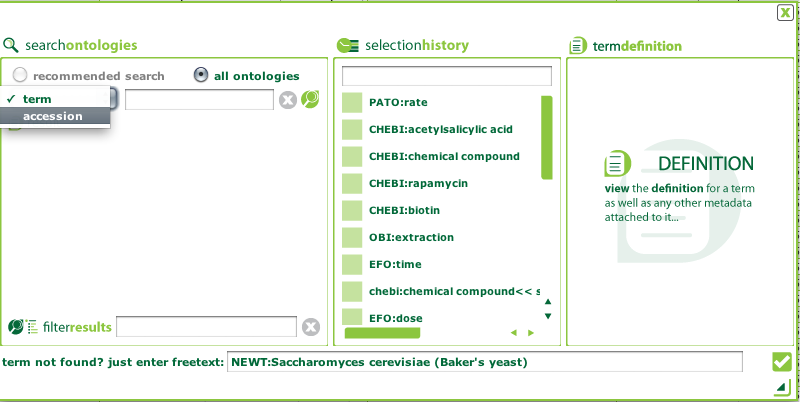 searchontologies
selectionhistory
termdefinition
recommended search
all ontologies
✓ term
accession
PATO:rate
CHEBI:acetylsalicylic acid
CHEBI:chemical compound
CHEBI:rapamycin
CHEBI:biotin
OBI:extraction
EFO:time
chebi:chemical compound<< s
EFO:dose
DEFINITION
view the definition for a term
as well as any other metadata
attached to it...
filterresults
term not found? just enter freetext: NEWT:Saccharomyces cerevisiae (Baker's yeast)